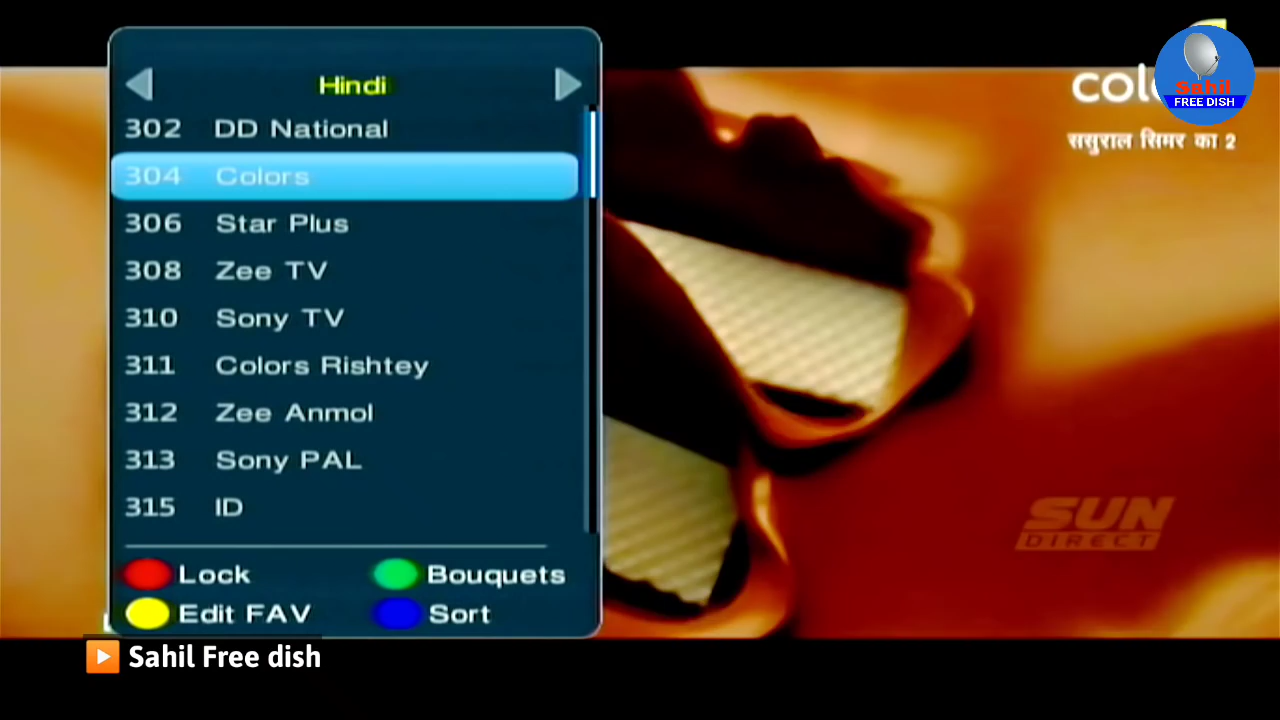 Hindi
302 DD National
304 Colors
306 Star Plus
308 Zee TV
310 Sony TV
311 Colors Rishtey
312 Zee Anmol
313 Sony PAL
315 ID
Lock
Bouquets
Edit FAV
Sort
ससुराल सिमर का 2
Sahil
FREE DISH
SUN
DIRECT
Sahil Free dish